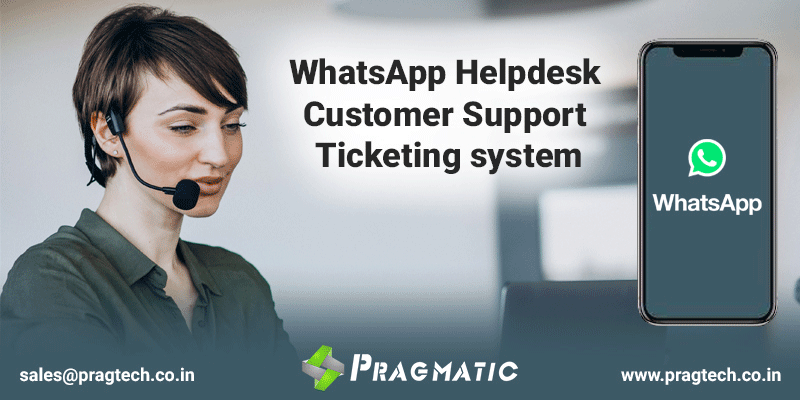 WhatsApp Helpdesk
Customer Support
Ticketing system
WhatsApp
sales@pragtech.co.in
PRAGMATIC
www.pragtech.co.in